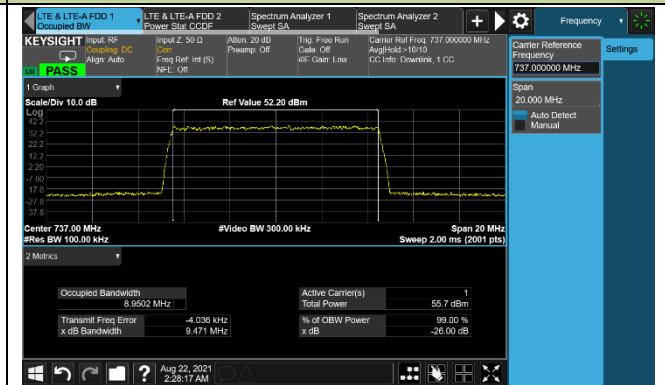 LTE & LTE-A FDD 1
Occupied BW
LTE & LTE-A FDD 2
Power Stat CCDF
Spectrum Analyzer 1
Swept SA
Spectrum Analyzer 2
Swept SA
Frequency
KEYSIGHT
Input: RF
Coupling: DC
Align: Auto
Input Z: 50 Ω
Corr
Freq Ref: Int (S)
NFE: Off
Atten: 20 dB
Preamp: Off
Trig: Free Run
Gate: Off
#IF Gain: Low
Carrier Ref Freq: 737.000000 MHz
Avg|Hold:>10/10
CC Info: Downlink, 1 CC
PASS
Carrier Reference
Frequency
737.000000 MHz
Settings
Span
20.000 MHz
Auto Detect
Manual
1 Graph
Scale/Div 10.0 dB
Ref Value 52.20 dBm
Log
42.2
32.2
22.2
12.2
2.20
-7.80
-17.8
-27.8
-37.8
Center 737.00 MHz
#Video BW 300.00 kHz
Span 20 MHz
#Res BW 100.00 kHz
Sweep 2.00 ms (2001 pts)
2 Metrics
Occupied Bandwidth
8.9502 MHz
Active Carrier(s)
1
Total Power
55.7 dBm
Transmit Freq Error
-4.036 kHz
% of OBW Power
99.00 %
x dB Bandwidth
9.471 MHz
x dB
-26.00 dB
Aug 22, 2021
2:28:17 AM